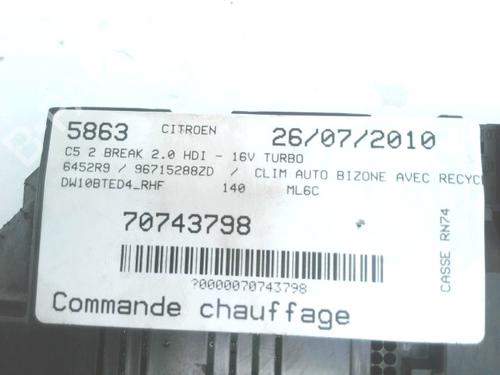 5863 CITROEN 26/07/2010
C5 2 BREAK 2.0 HDI - 16V TURBO
6452R9 / 96715288ZD / CLIM AUTO BIZONE AVEC RECYC
DW10BTED4_RHF 140 ML6C
70743798
?0000070743798
Commande chauffage
CASSE RN74